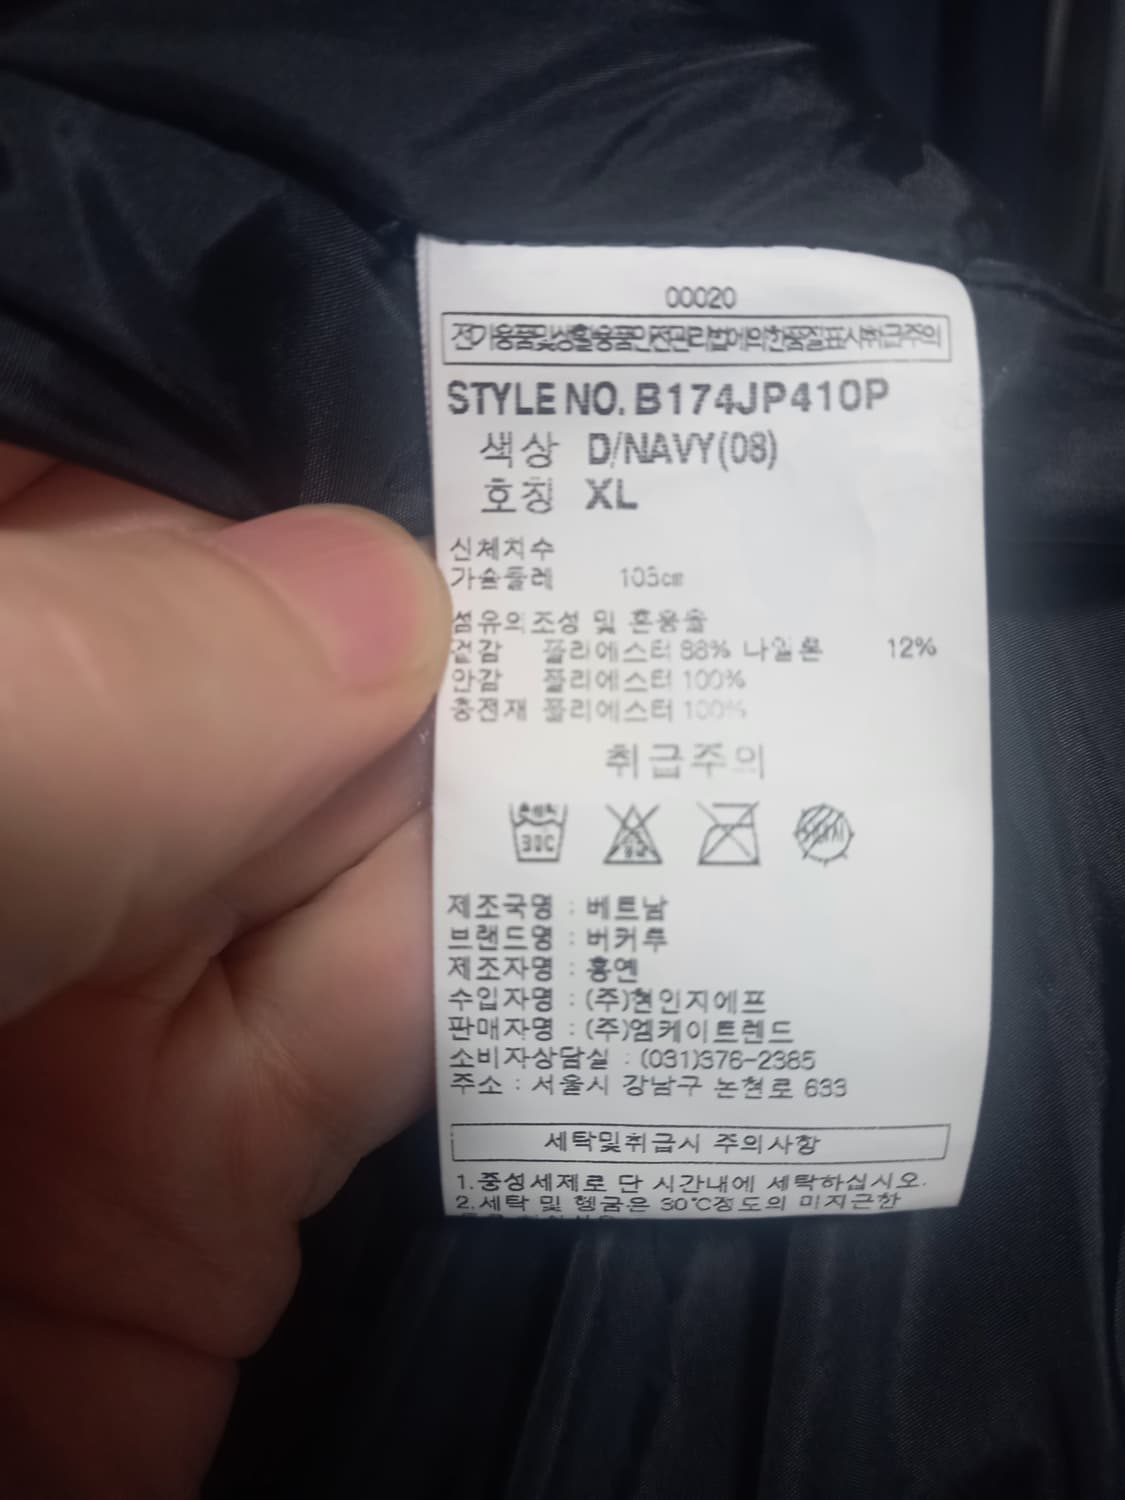 00020
전기용품및생활용품안전관리법에의한품질표시취급주의
STYLE NO. B174JP410P
색상 D/NAVY(08)
호칭 XL
신체치수
가슴둘레 105cm
섬유의조성 및 혼용율
겉감 폴리에스터 88% 나일론 12%
안감 폴리에스터 100%
충전재 폴리에스터 100%
취급주의
30C
제조국명 : 베트남
브랜드명 : 버커루
제조자명 : 홍연
수입자명 : (주)현인지에프
판매자명 : (주)엠케이트렌드
소비자상담실 : (031)376-2385
주소 : 서울시 강남구 논현로 633
세탁및취급시 주의사항
1.중성세제로 단 시간내에 세탁하십시오.
2.세탁 및 헹굼은 30℃정도의 미지근한